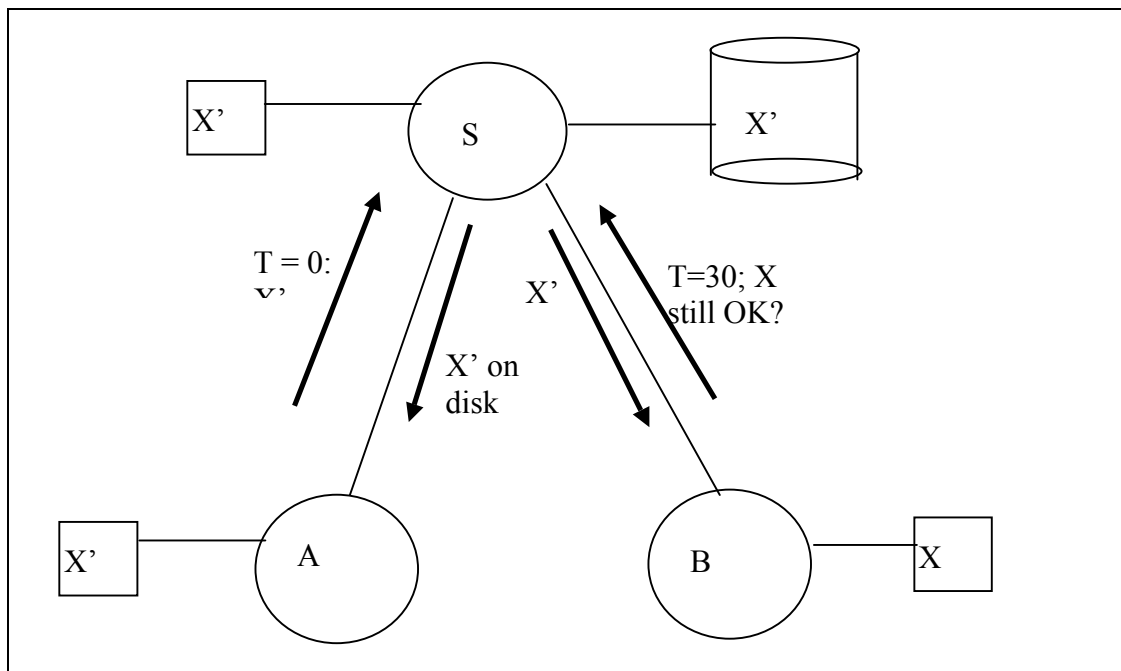 X’
S
X’
T = 0:
X’
T=30; X
still OK?
X’ on
disk
X’
A
B
X